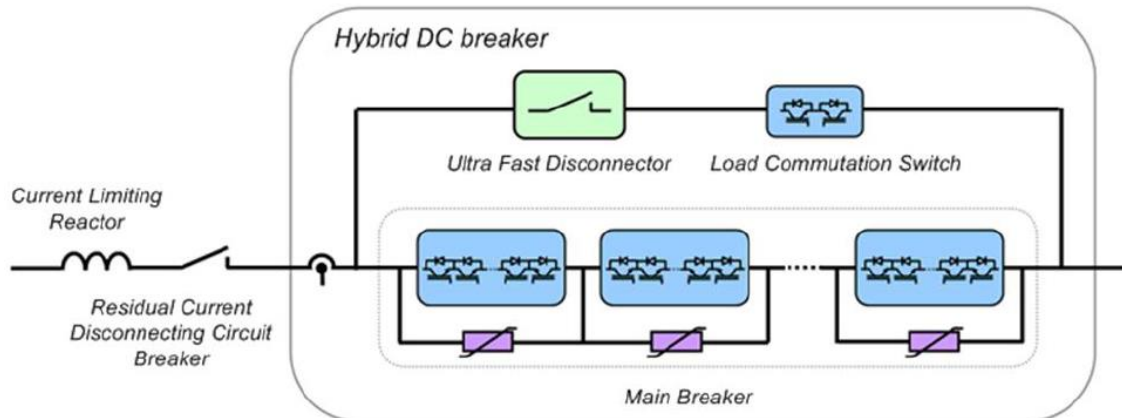 Hybrid DC breaker
Ultra Fast Disconnector
Load Commutation Switch
Current Limiting
Reactor
Residual Current
Disconnecting Circuit
Breaker
Main Breaker